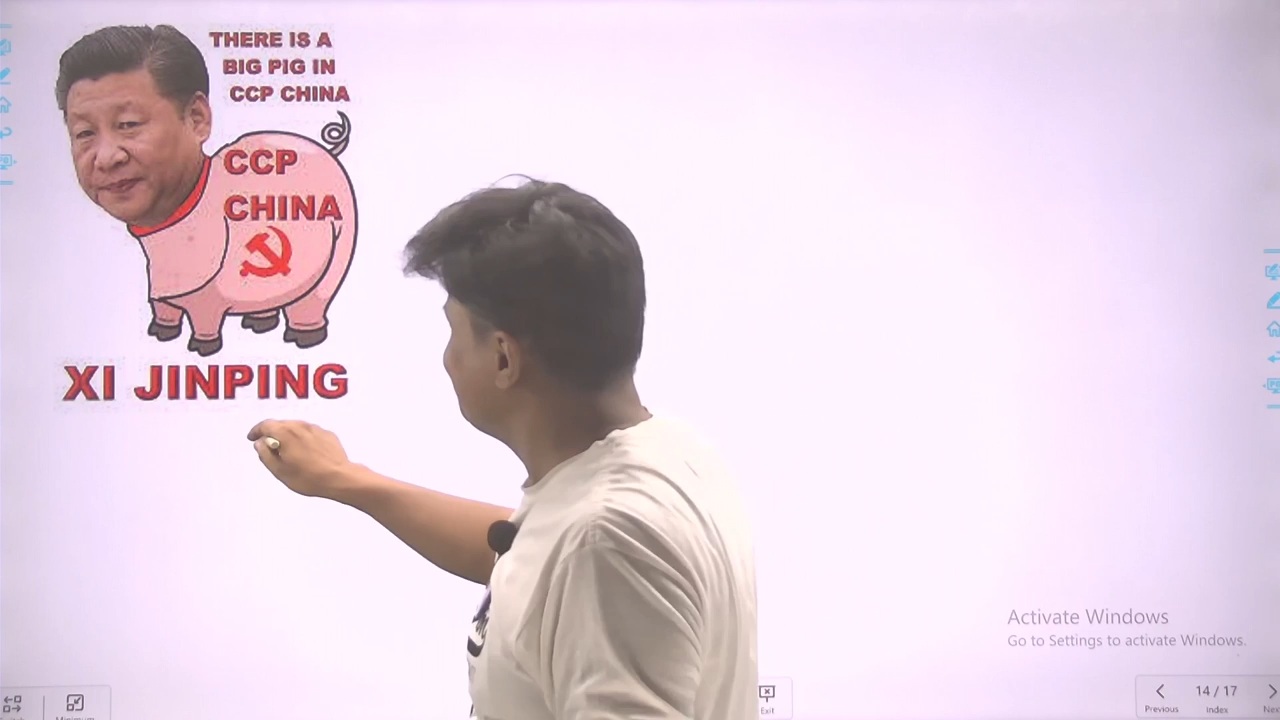 THERE IS A
BIG PIG IN
CCP CHINA
CCP
CHINA
XI JINPING
Activate Windows
Go to Settings to activate Windows.
14 / 17
Previous
Index
Exit